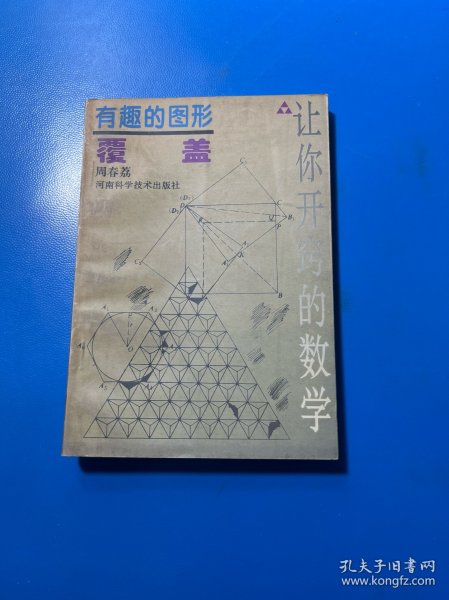 有趣的图形
覆盖
周春荔
河南科学技术出版社
让你开窍的数学
孔夫子旧书网
www.kongfz.com